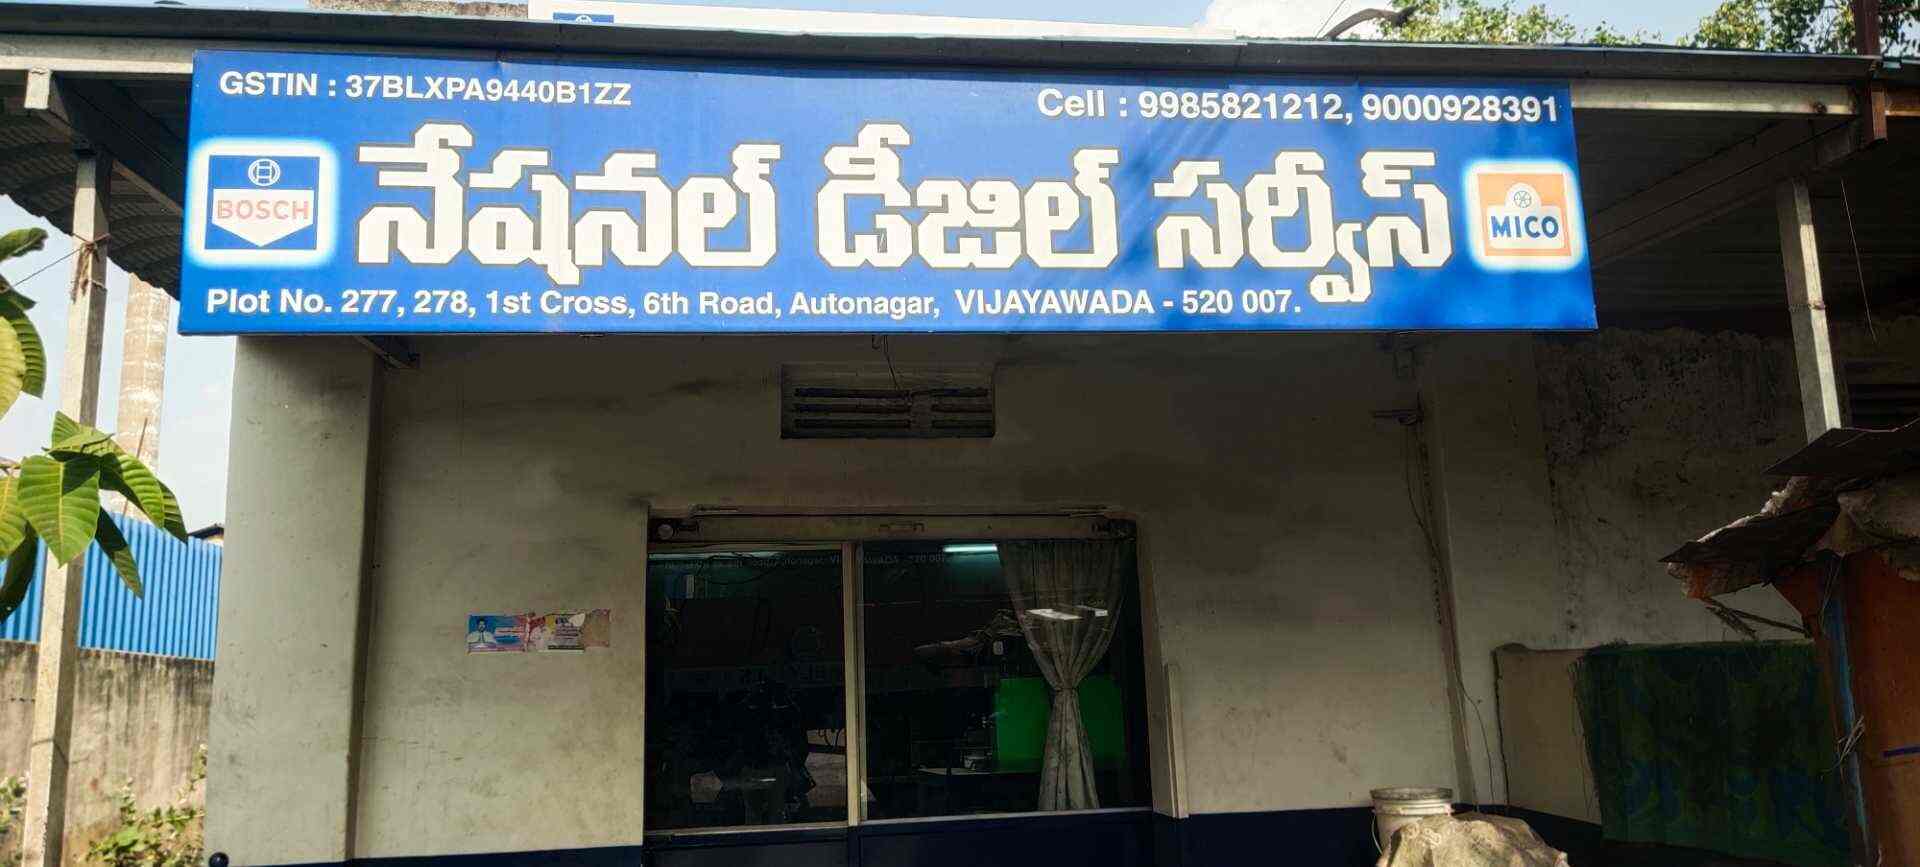 GSTIN : 37BLXPA9440B1ZZ
Cell : 9985821212, 9000928391
BOSCH
నేషనల్ డీజిల్ సర్వీస్
MICO
Plot No. 277, 278, 1st Cross, 6th Road, Autonagar, VIJAYAWADA - 520 007.